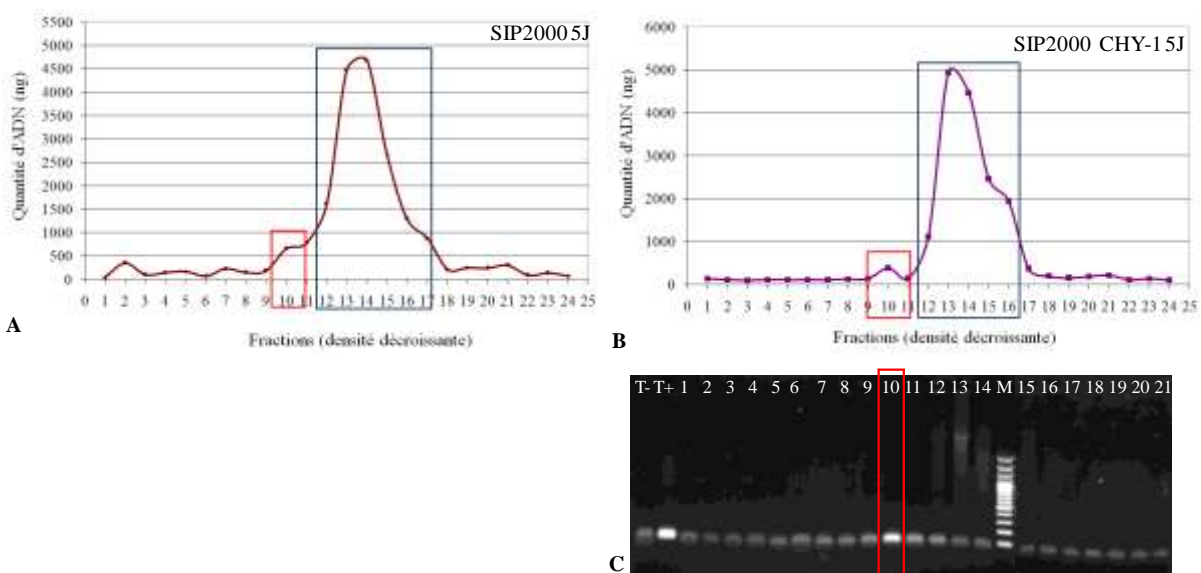 SIP2000 5J
Quantité d'ADN (ng)
5500
5000
4500
4000
3500
3000
2500
2000
1500
1000
500
0
0 1 2 3 4 5 6 7 8 9 10 11 12 13 14 15 16 17 18 19 20 21 22 23 24 25
Fractions (densité décroissante)
A
SIP2000 CHY-1 5J
Quantité d'ADN (ng)
6000
5000
4000
3000
2000
1000
0
0 1 2 3 4 5 6 7 8 9 10 11 12 13 14 15 16 17 18 19 20 21 22 23 24 25
Fractions (densité décroissante)
B
T- T+ 1 2 3 4 5 6 7 8 9 10 11 12 13 14 M 15 16 17 18 19 20 21
C